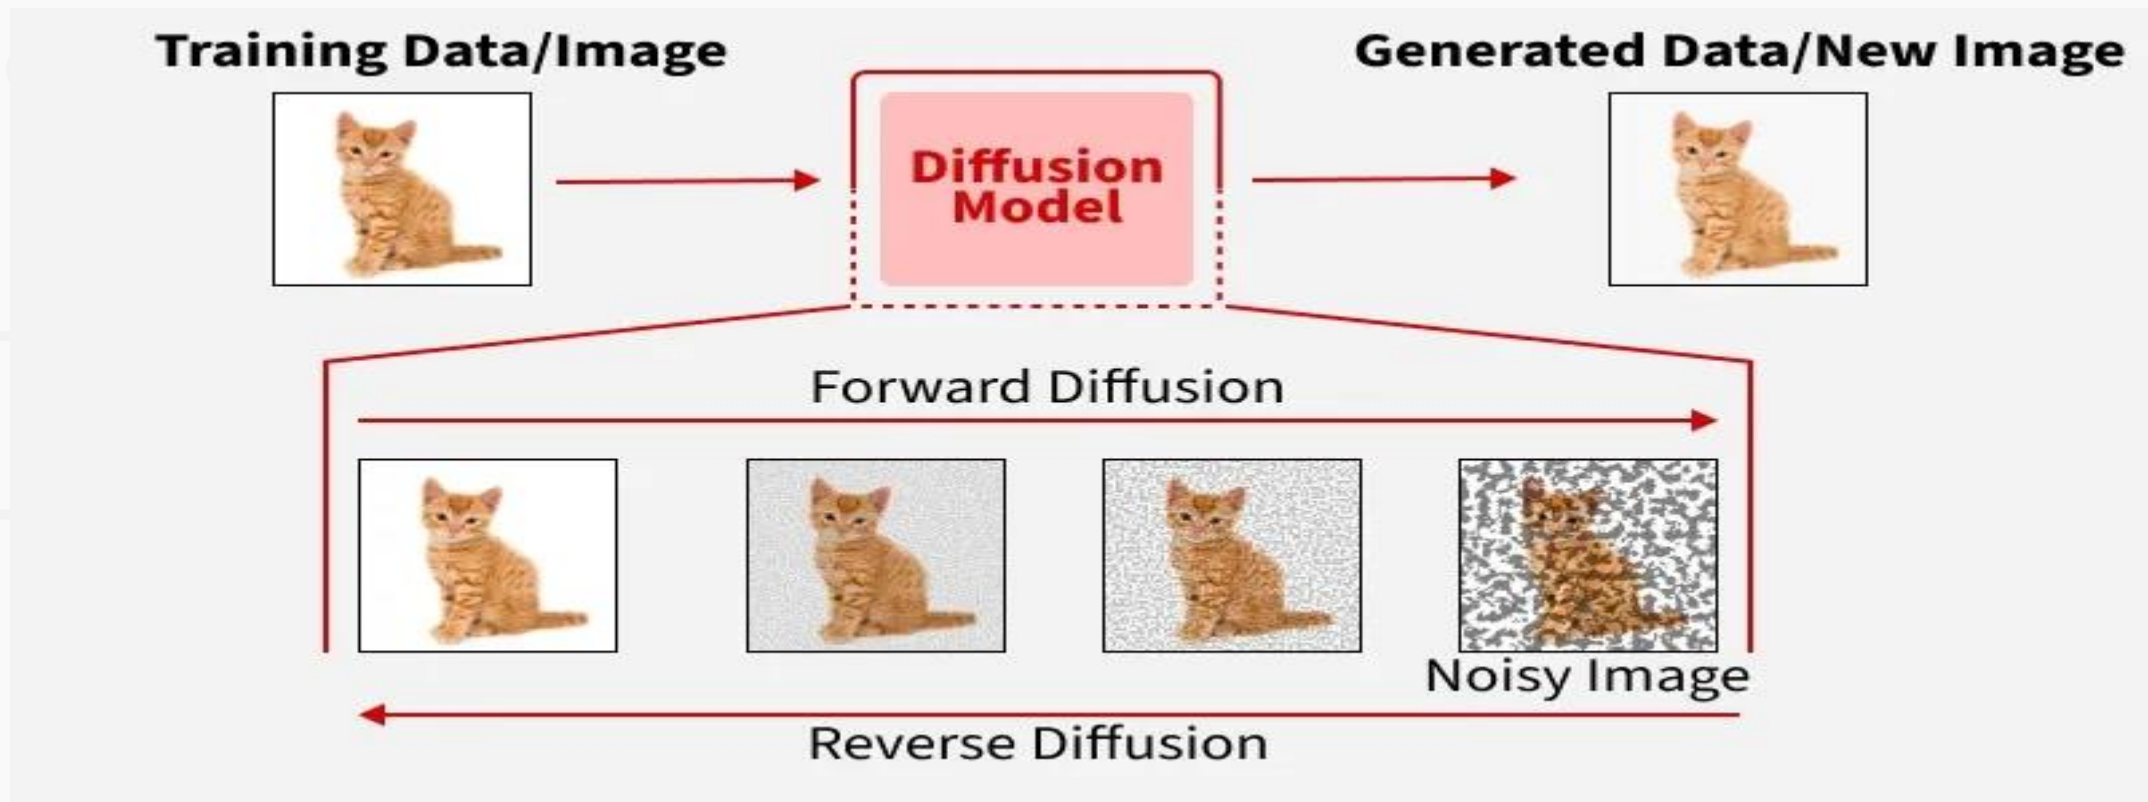 Training Data/Image
Generated Data/New Image
Diffusion
Model
Forward Diffusion
Noisy Image
Reverse Diffusion